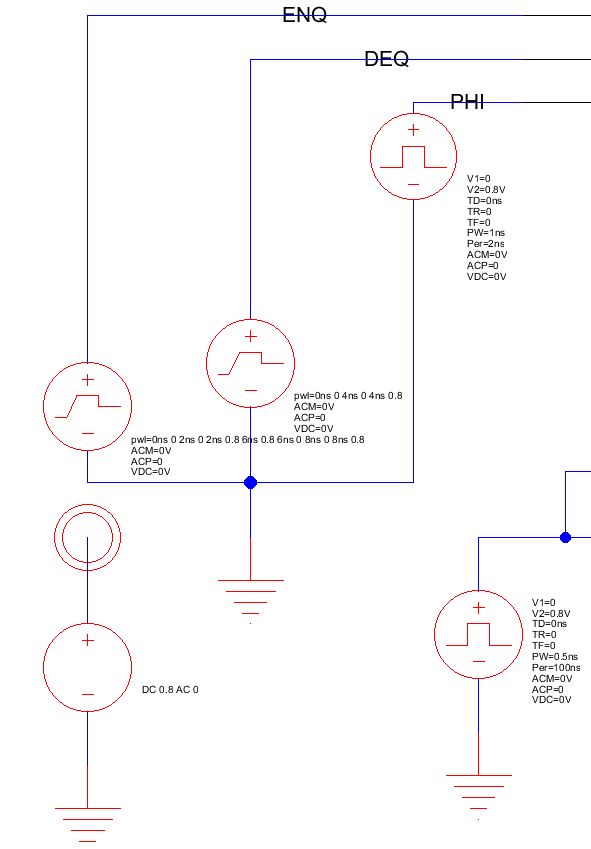 ENQ
DEQ
PHI
V1=0
V2=0.8V
TD=0ns
TR=0
TF=0
PW=1ns
Per=2ns
ACM=0V
ACP=0
VDC=0V
pwl=0ns 0 4ns 0 4ns 0.8
ACM=0V
ACP=0
VDC=0V
pwl=0ns 0 2ns 0 2ns 0.8 6ns 0.8 6ns 0 8ns 0 8ns 0.8
ACM=0V
ACP=0
VDC=0V
V1=0
V2=0.8V
TD=0ns
TR=0
TF=0
PW=0.5ns
Per=100ns
ACM=0V
ACP=0
VDC=0V
DC 0.8 AC 0